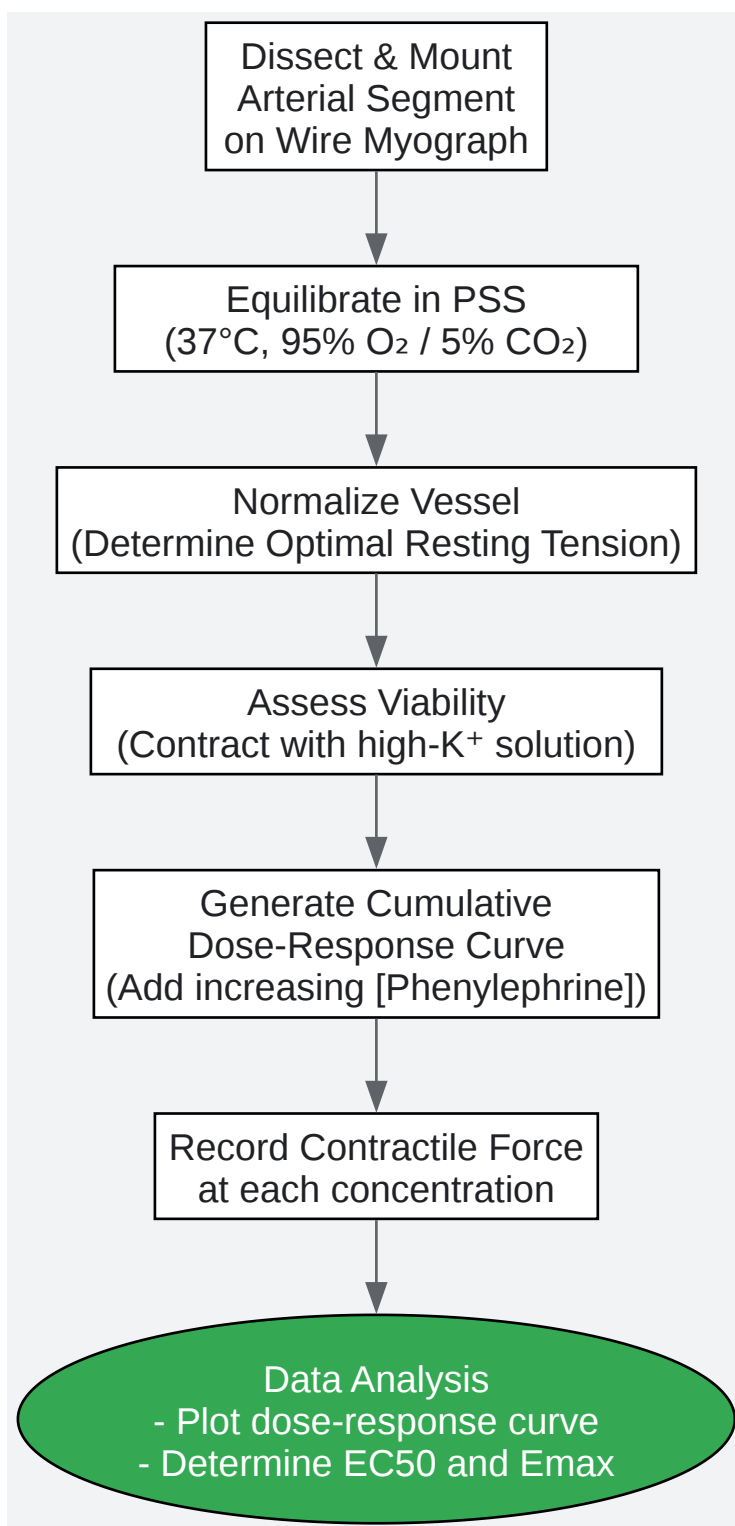 Dissect & Mount
Arterial Segment
on Wire Myograph
Equilibrate in PSS
(37°C, 95% O₂ / 5% CO₂)
Normalize Vessel
(Determine Optimal Resting Tension)
Assess Viability
(Contract with high-K⁺ solution)
Generate Cumulative
Dose-Response Curve
(Add increasing [Phenylephrine])
Record Contractile Force
at each concentration
Data Analysis
- Plot dose-response curve
- Determine EC50 and Emax